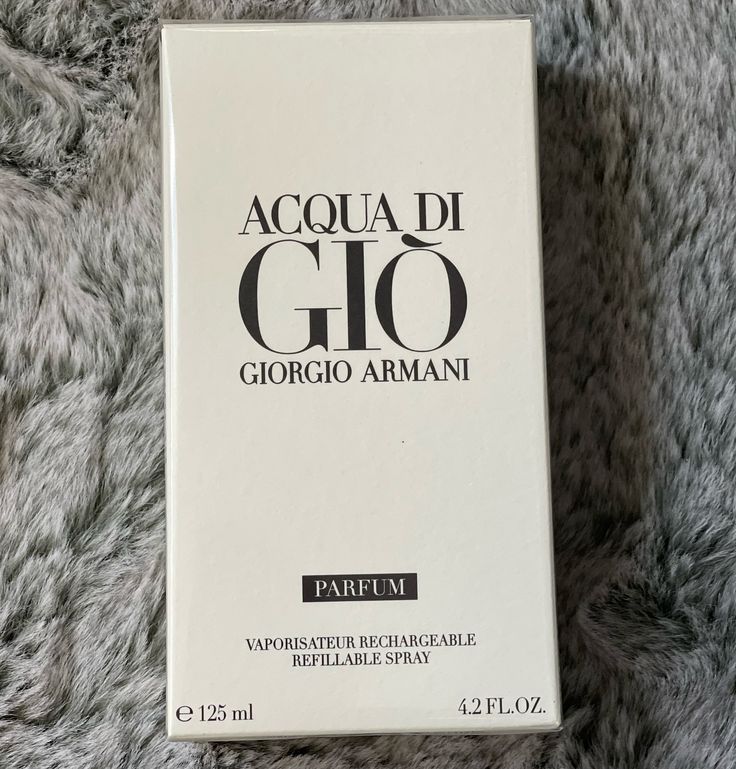 ACQUA DI
GIÒ
GIORGIO ARMANI
PARFUM
VAPORISATEUR RECHARGEABLE
REFILLABLE SPRAY
℮ 125 ml 4.2 FL.OZ.